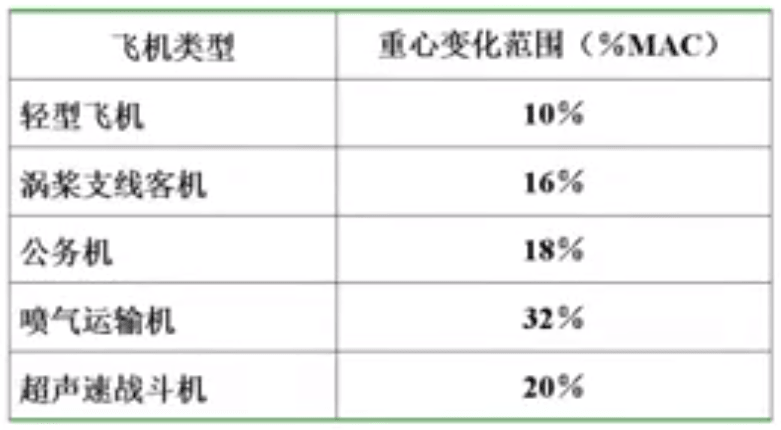 飞机类型 重心变化范围（%MAC）
轻型飞机 10%
涡桨支线客机 16%
公务机 18%
喷气运输机 32%
超声速战斗机 20%